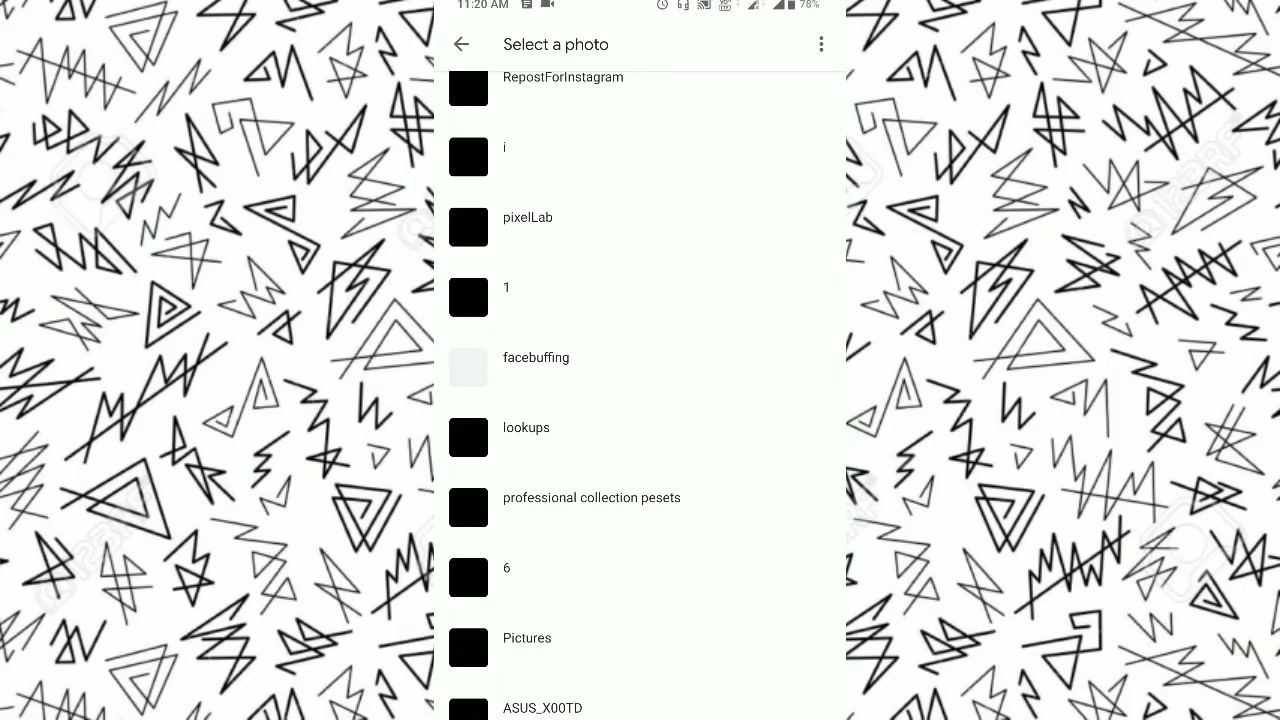 11:20 AM 78%
Select a photo
RepostForInstagram
i
pixelLab
1
facebuffing
lookups
professional collection pesets
6
Pictures
ASUS_X00TD